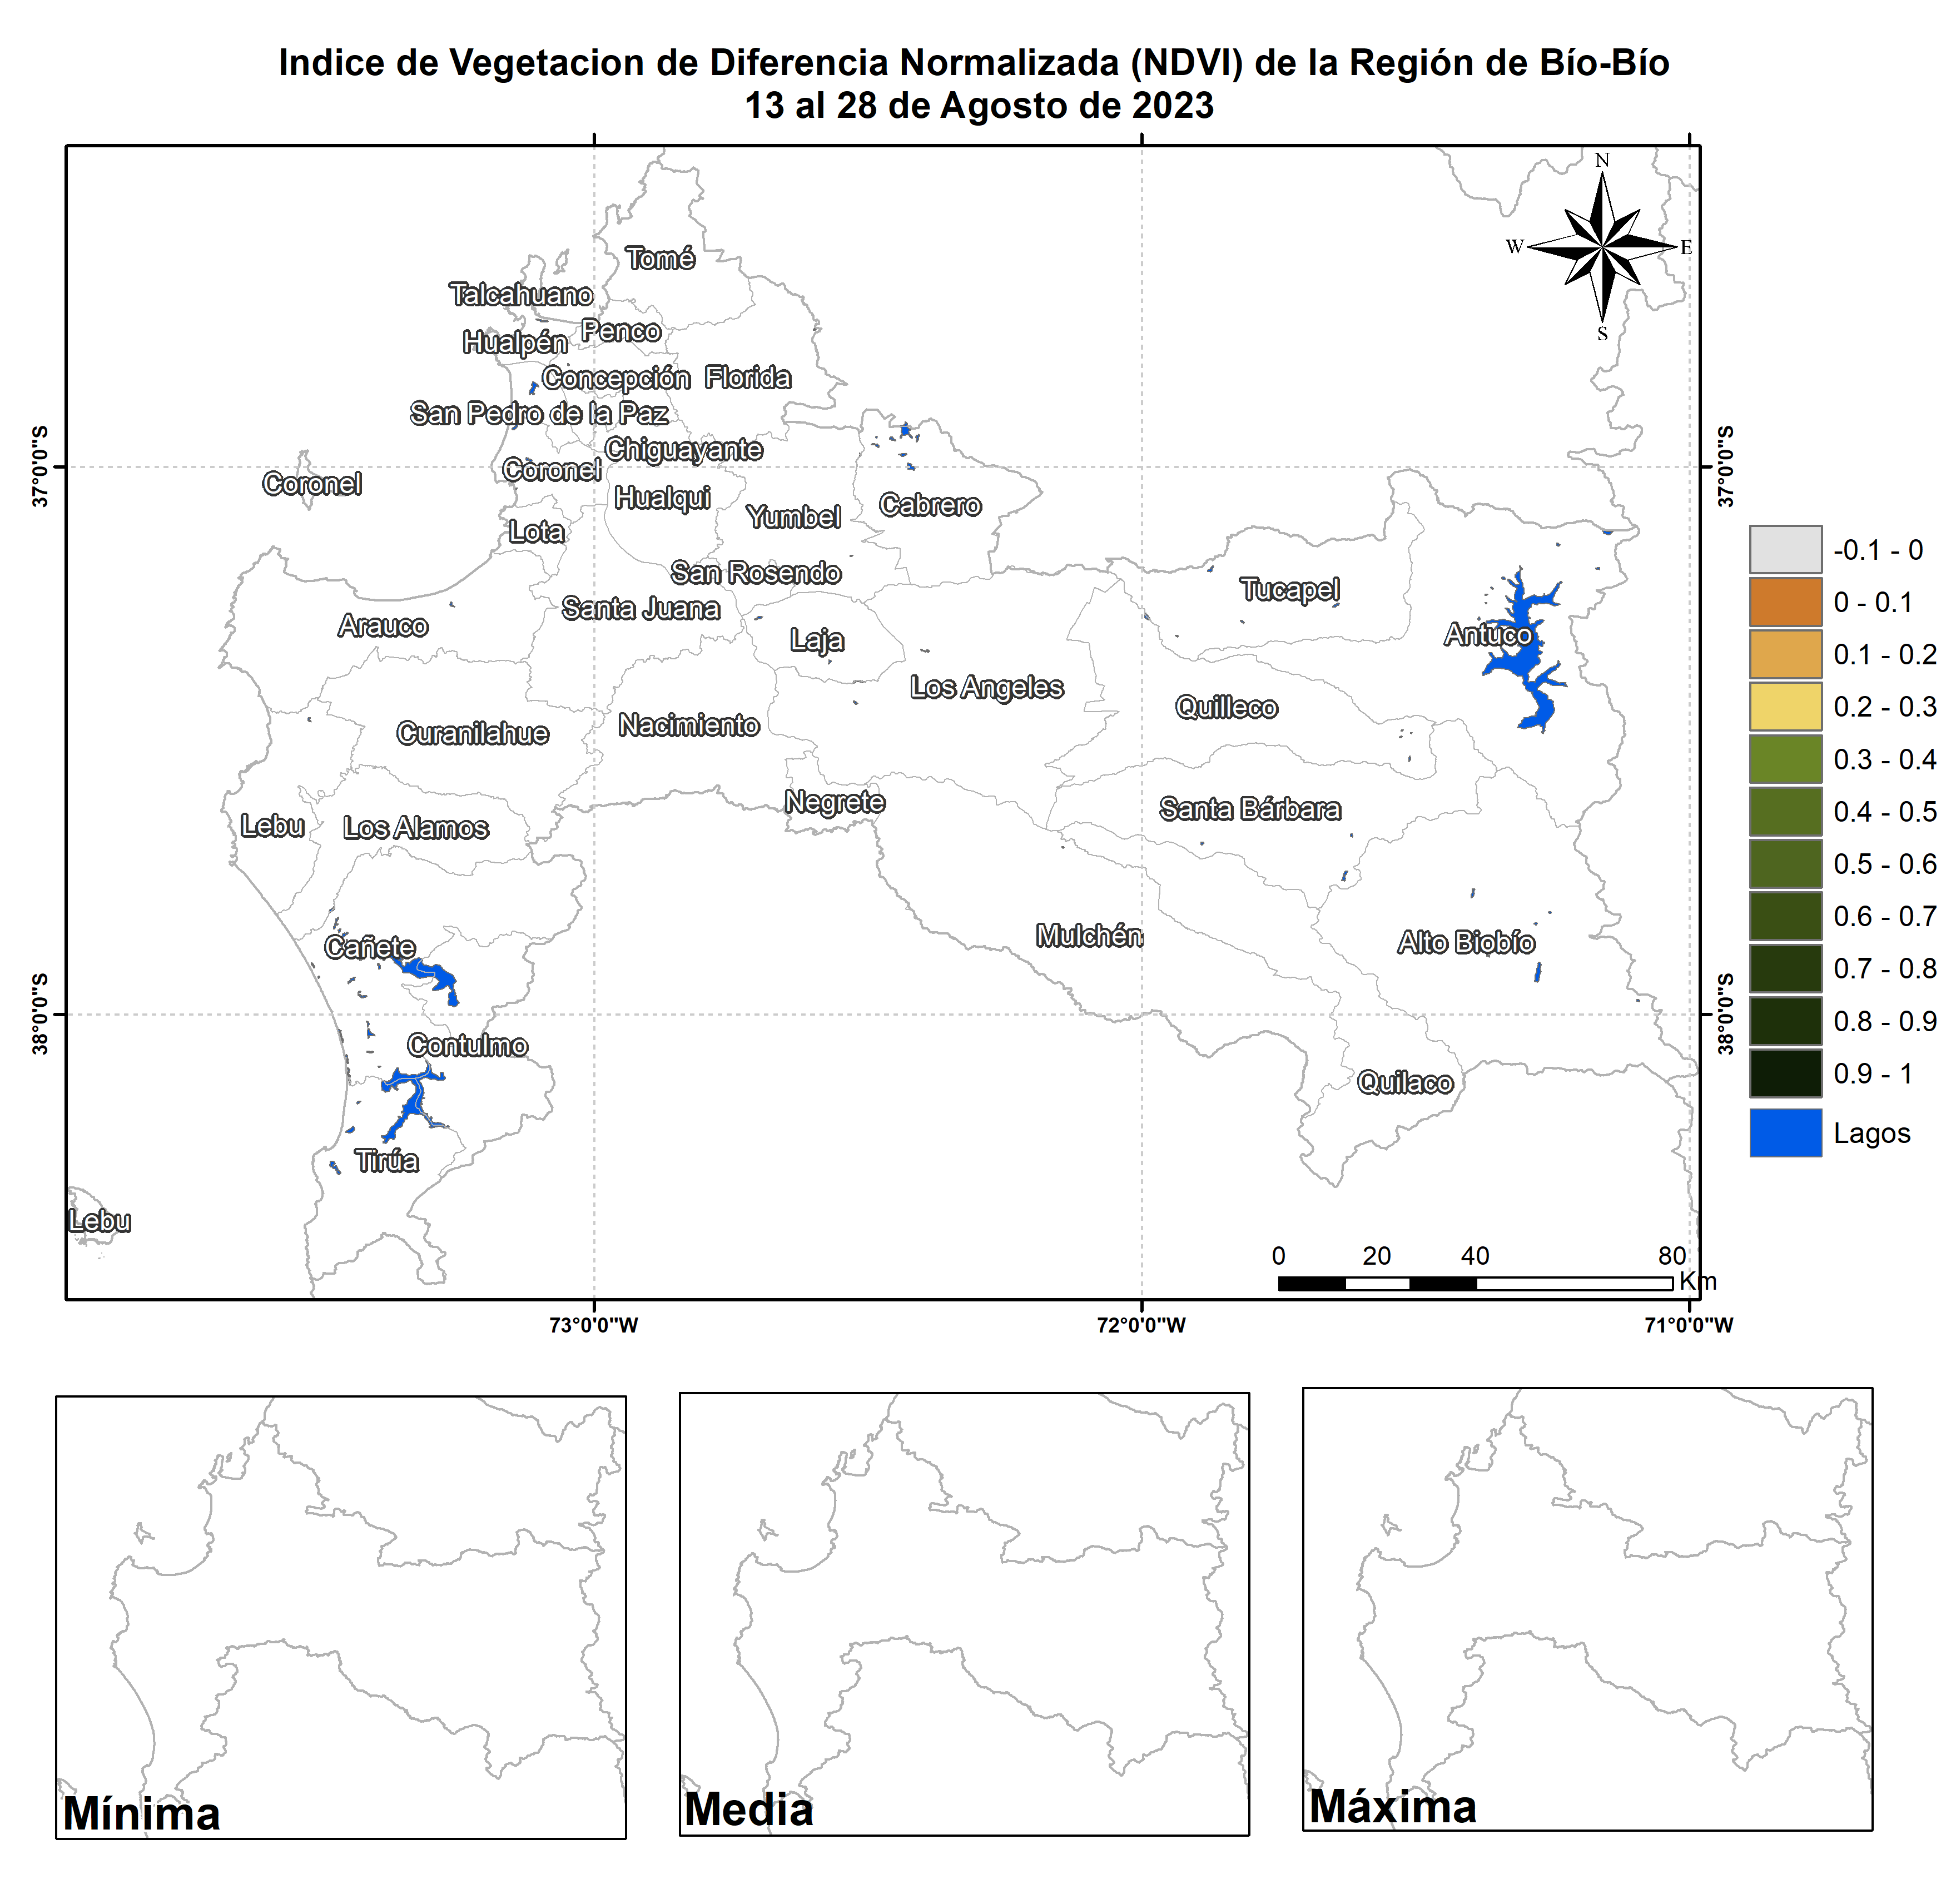 Indice de Vegetacion de Diferencia Normalizada (NDVI) de la Región de Bío-Bío
13 al 28 de Agosto de 2023
N
W
E
S
Tomé
Talcahuano
Penco
Hualpén
Concepción
Florida
San Pedro de la Paz
Chiguayante
Coronel
Coronel
Hualqui
Yumbel
Cabrero
Lota
San Rosendo
Tucapel
Santa Juana
Arauco
Laja
Antuco
Los Angeles
Quilleco
Curanilahue
Nacimiento
Negrete
Santa Bárbara
Lebu
Los Alamos
Cañete
Mulchén
Alto Biobío
Contulmo
Quilaco
Tirúa
Lebu
37°0'0"S
37°0'0"S
38°0'0"S
38°0'0"S
73°0'0"W
72°0'0"W
71°0'0"W
0 20 40 80
Km
-0.1 - 0
0 - 0.1
0.1 - 0.2
0.2 - 0.3
0.3 - 0.4
0.4 - 0.5
0.5 - 0.6
0.6 - 0.7
0.7 - 0.8
0.8 - 0.9
0.9 - 1
Lagos
Mínima
Media
Máxima